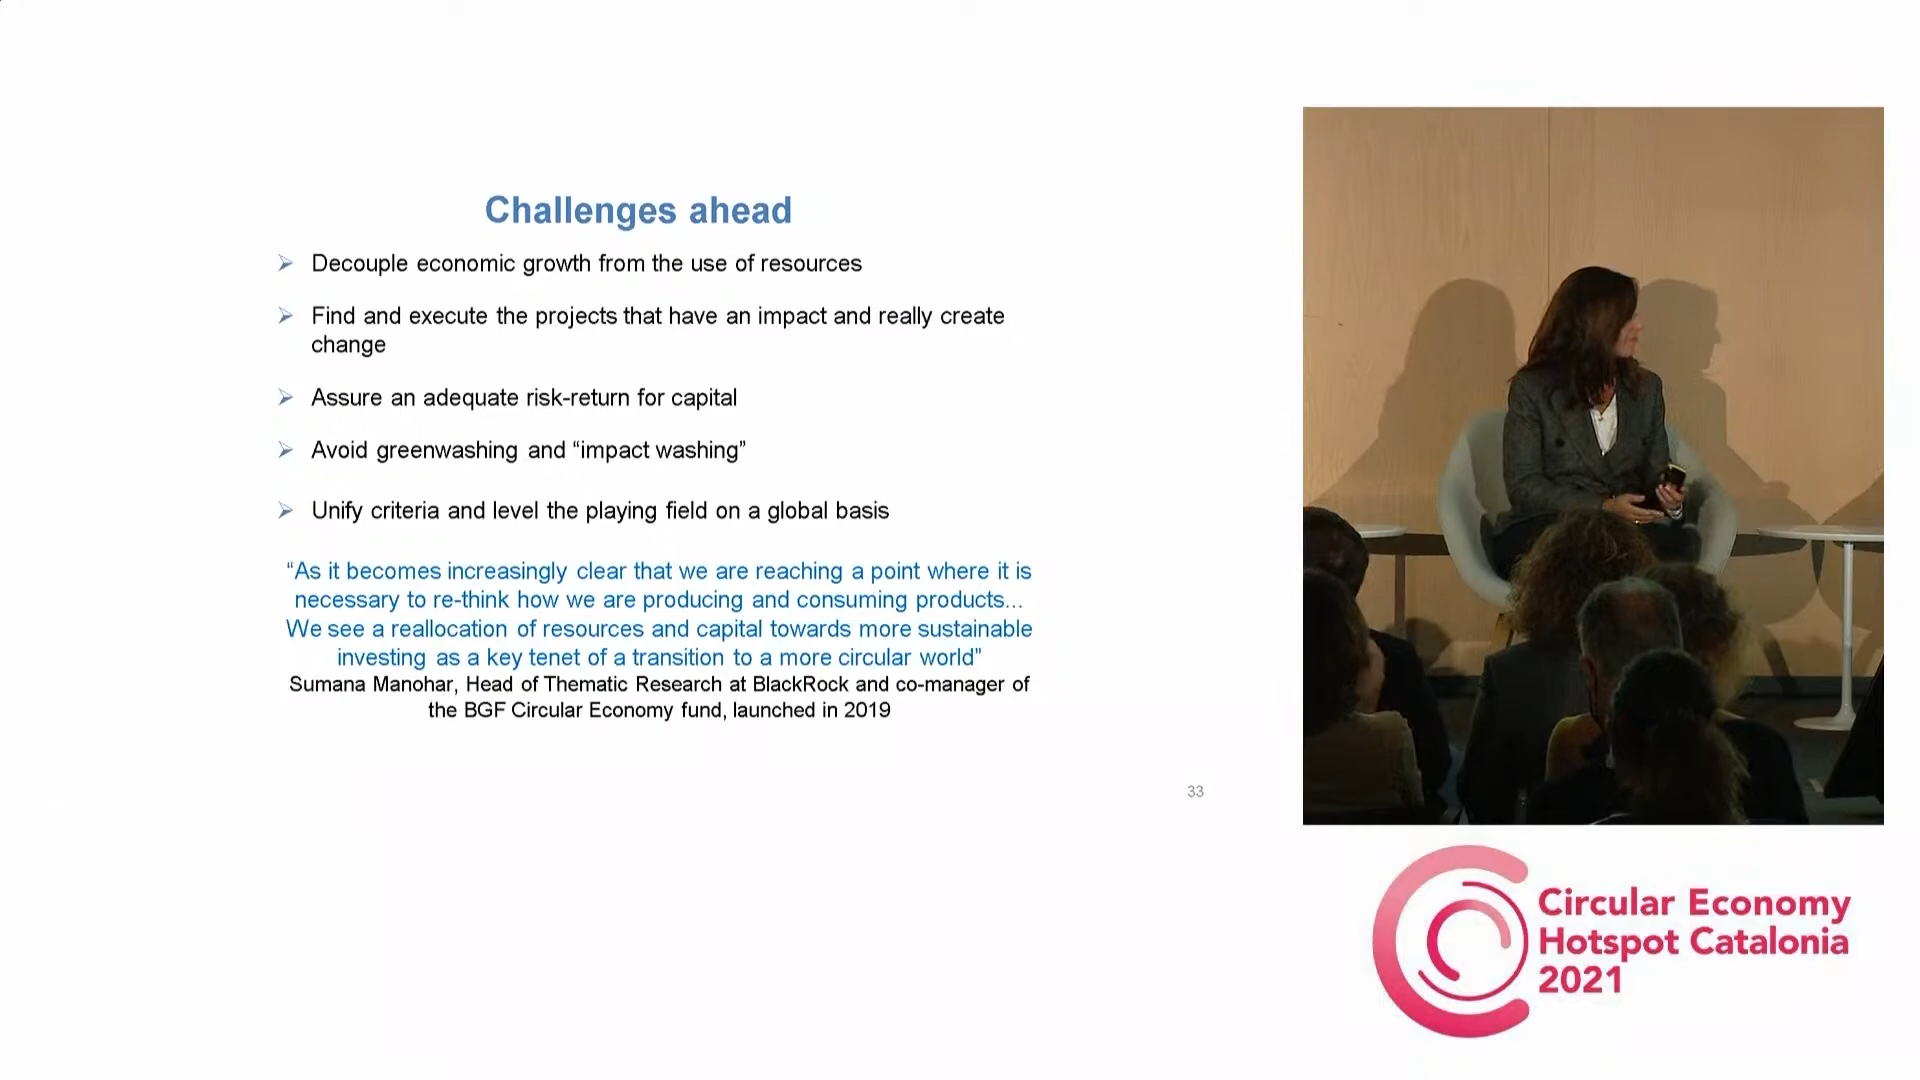 Challenges ahead
Decouple economic growth from the use of resources
Find and execute the projects that have an impact and really create
change
Assure an adequate risk-return for capital
Avoid greenwashing and “impact washing”
Unify criteria and level the playing field on a global basis
“As it becomes increasingly clear that we are reaching a point where it is
necessary to re-think how we are producing and consuming products...
We see a reallocation of resources and capital towards more sustainable
investing as a key tenet of a transition to a more circular world”
Sumana Manohar, Head of Thematic Research at BlackRock and co-manager of
the BGF Circular Economy fund, launched in 2019
33
Circular Economy
Hotspot Catalonia
2021